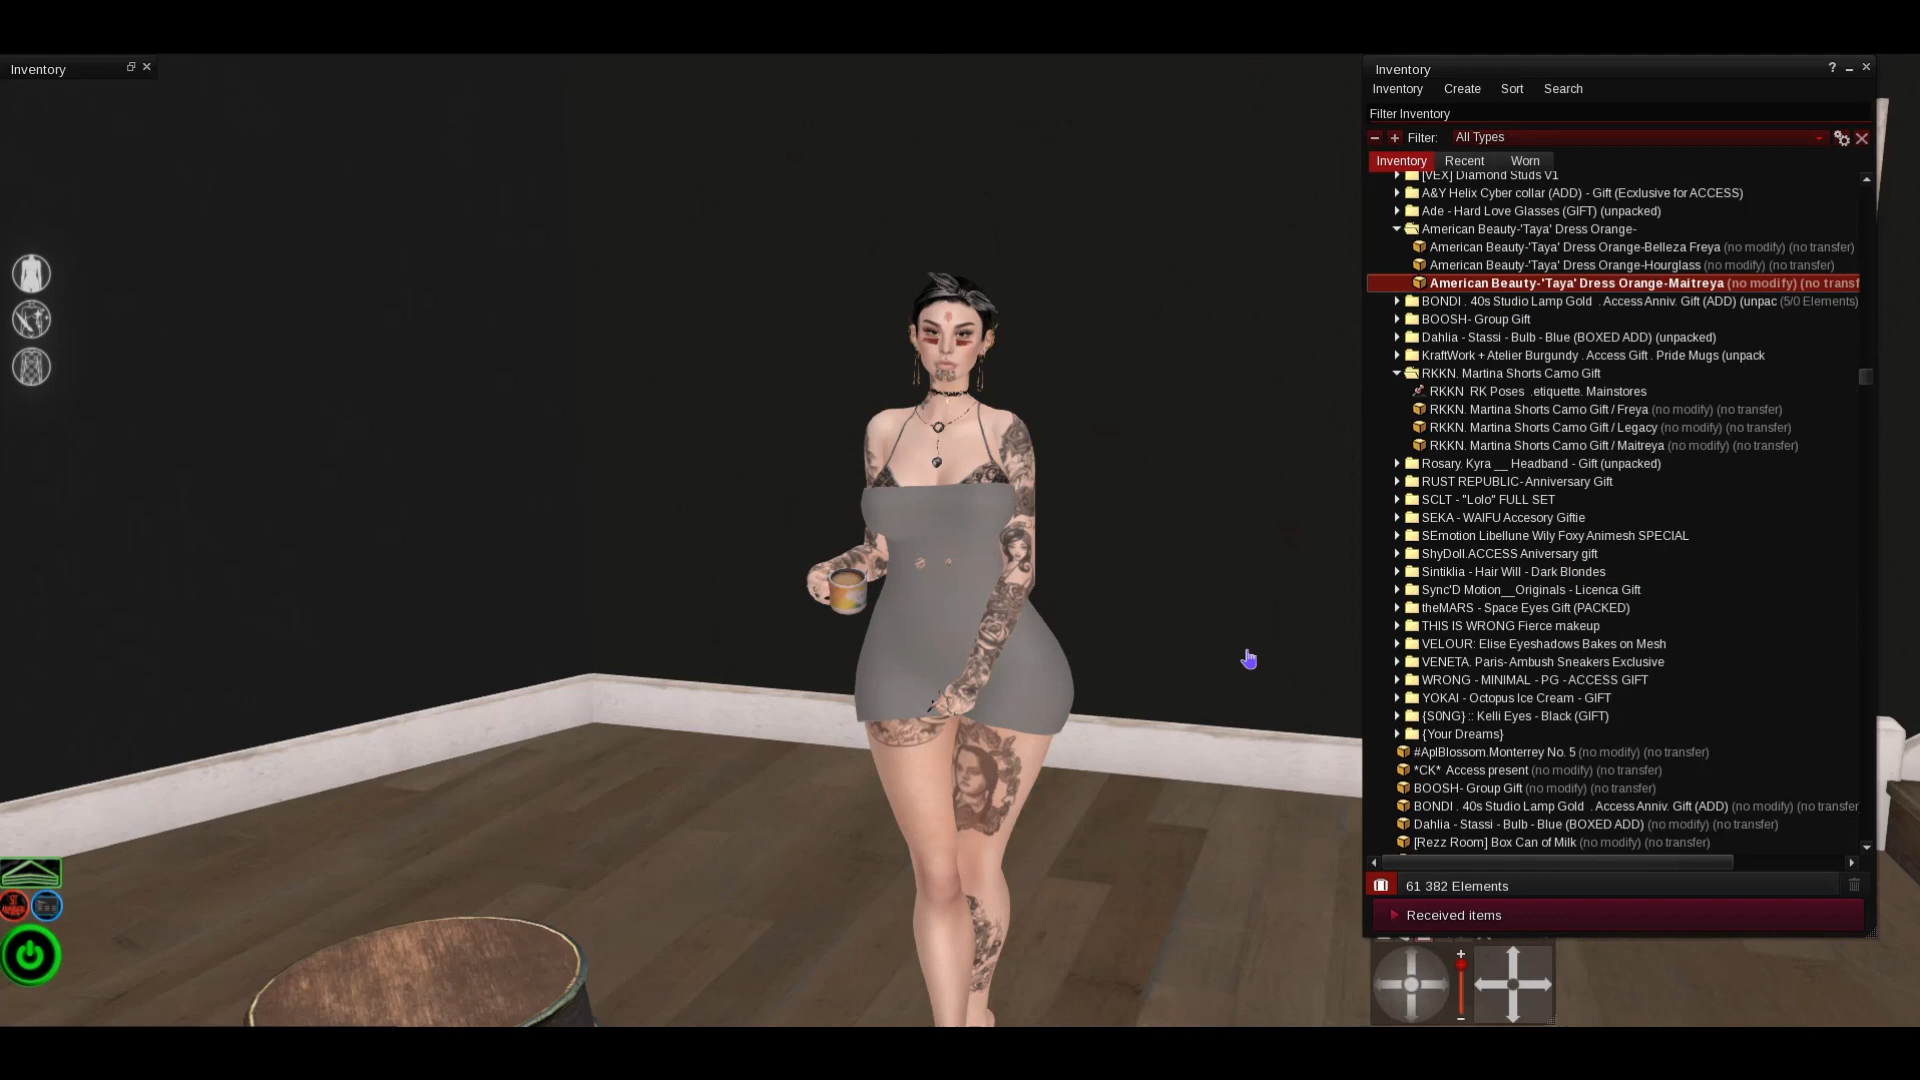 Inventory
Inventory
Inventory Create Sort Search
Filter Inventory
Filter: All Types
Inventory Recent Worn
[VEX] Diamond Studs V1
A&Y Helix Cyber collar (ADD) - Gift (Ecxlusive for ACCESS)
Ade - Hard Love Glasses (GIFT) (unpacked)
American Beauty-'Taya' Dress Orange-
American Beauty-'Taya' Dress Orange-Belleza Freya (no modify) (no transfer)
American Beauty-'Taya' Dress Orange-Hourglass (no modify) (no transfer)
American Beauty-'Taya' Dress Orange-Maitreya (no modify) (no transf
BONDI . 40s Studio Lamp Gold . Access Anniv. Gift (ADD) (unpac (5/0 Elements)
BOOSH- Group Gift
Dahlia - Stassi - Bulb - Blue (BOXED ADD) (unpacked)
KraftWork + Atelier Burgundy . Access Gift . Pride Mugs (unpack
RKKN. Martina Shorts Camo Gift
RKKN RK Poses .etiquette. Mainstores
RKKN. Martina Shorts Camo Gift / Freya (no modify) (no transfer)
RKKN. Martina Shorts Camo Gift / Legacy (no modify) (no transfer)
RKKN. Martina Shorts Camo Gift / Maitreya (no modify) (no transfer)
Rosary. Kyra __ Headband - Gift (unpacked)
RUST REPUBLIC- Anniversary Gift
SCLT - "Lolo" FULL SET
SEKA - WAIFU Accesory Giftie
SEmotion Libellune Wily Foxy Animesh SPECIAL
ShyDoll.ACCESS Aniversary gift
Sintiklia - Hair Will - Dark Blondes
Sync'D Motion__Originals - Licenca Gift
theMARS - Space Eyes Gift (PACKED)
THIS IS WRONG Fierce makeup
VELOUR: Elise Eyeshadows Bakes on Mesh
VENETA. Paris- Ambush Sneakers Exclusive
WRONG - MINIMAL - PG - ACCESS GIFT
YOKAI - Octopus Ice Cream - GIFT
{S0NG} :: Kelli Eyes - Black (GIFT)
{Your Dreams}
#AplBlossom.Monterrey No. 5 (no modify) (no transfer)
*CK* Access present (no modify) (no transfer)
BOOSH- Group Gift (no modify) (no transfer)
BONDI . 40s Studio Lamp Gold . Access Anniv. Gift (ADD) (no modify) (no transfer
Dahlia - Stassi - Bulb - Blue (BOXED ADD) (no modify) (no transfer)
[Rezz Room] Box Can of Milk (no modify) (no transfer)
61 382 Elements
Received items